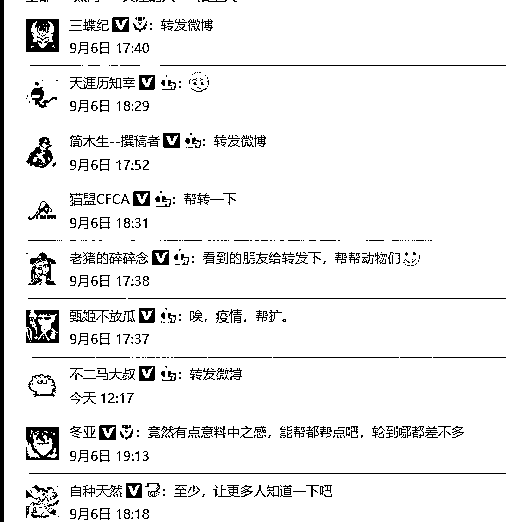 三蝶纪 V：转发微博
9月6日 17:40
天涯历知幸 V：
9月6日 18:29
简木生--撰稿者 V：转发微博
9月6日 17:52
猫盟CFCA V：帮转一下
9月6日 18:31
老猪的碎碎念 V：看到的朋友给转发下，帮帮动物们
9月6日 17:38
甄姬不放瓜 V：唉，疫情，帮扩。
9月6日 17:37
不二马大叔 V：转发微博
今天 12:17
冬亚 V：竟然有点意料中之感，能帮都帮点吧，轮到哪都差不多
9月6日 19:13
自种天然 V：至少，让更多人知道一下吧
9月6日 18:18